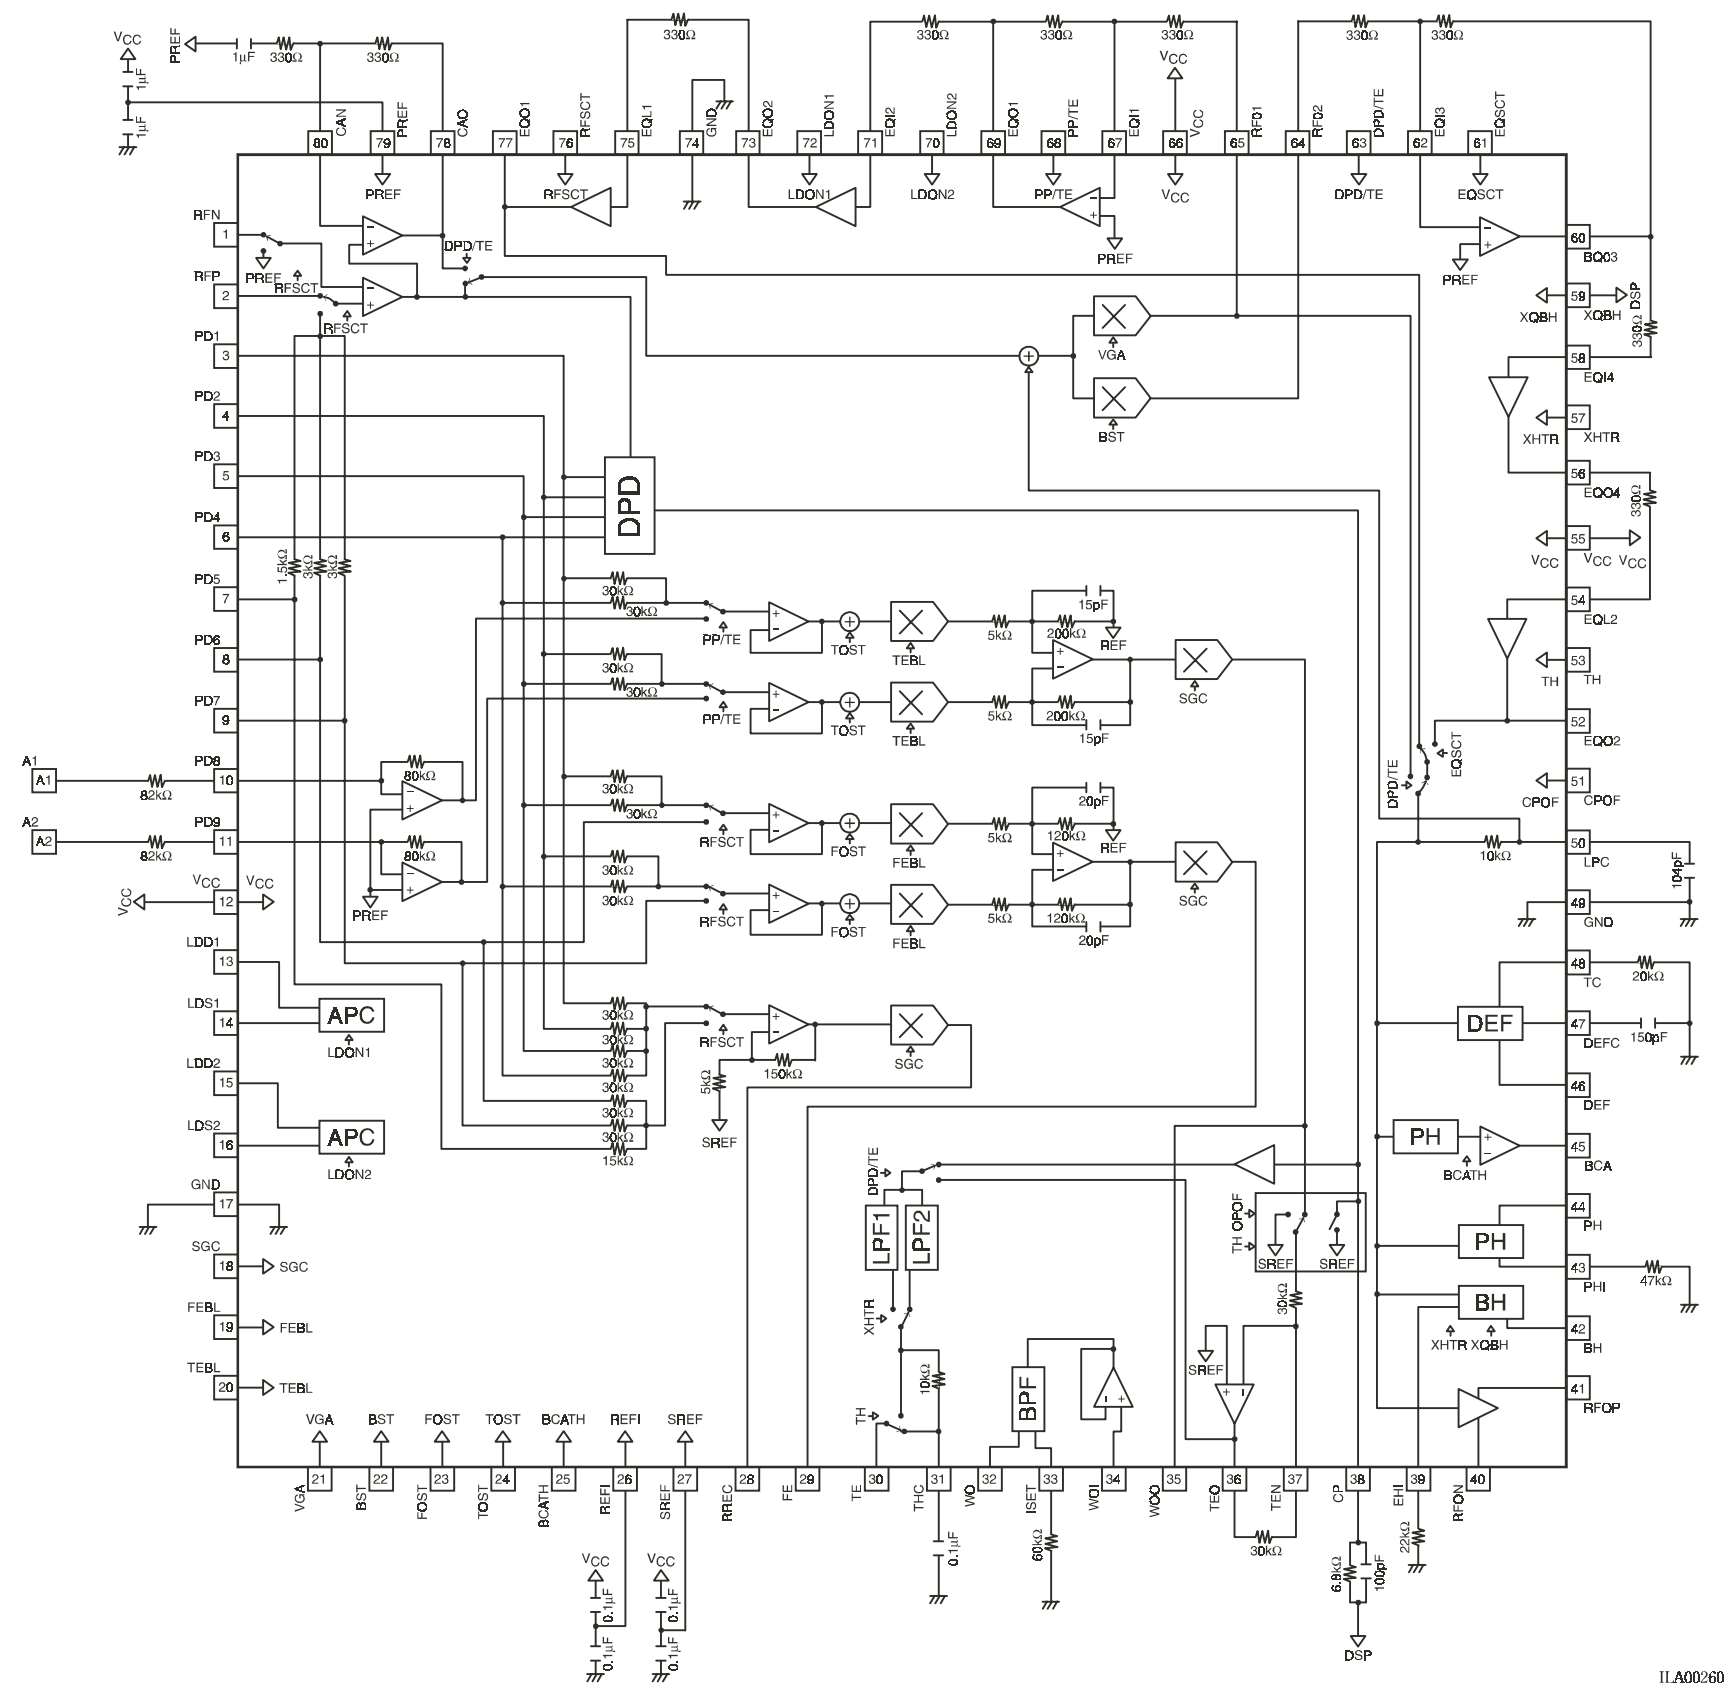 VCC
PREF
1μF
330Ω
330Ω
1μF
1μF
330Ω
330Ω
330Ω
330Ω
330Ω
330Ω
VCC
CAN
PREF
CAO
EQO1
RFSCT
EQL1
GND
EQO2
LDON1
EQI2
LDON2
EQO1
PP/TE
EQI1
VCC
RF01
RF02
DPD/TE
EQI3
EQSCT
80
79
78
77
76
75
74
73
72
71
70
69
68
67
66
65
64
63
62
61
PREF
RFSCT
LDON1
LDON2
PP/TE
VCC
DPD/TE
EQSCT
RFN
1
PREF
RFSCT
DPD/TE
PREF
PREF
60
BQ03
RFP
2
RFSCT
59
XQBH
XQBH
DSP
330Ω
PD1
3
VGA
58
EQI4
PD2
4
BST
57
XHTR
XHTR
PD3
5
DPD
56
EQO4
330Ω
PD4
6
55
VCC
VCC
VCC
1.5kΩ
3kΩ
3kΩ
PD5
7
30kΩ
30kΩ
PP/TE
TOST
TEBL
5kΩ
15pF
200kΩ
REF
54
EQL2
PD6
8
30kΩ
30kΩ
SGC
53
TH
TH
PD7
9
PP/TE
TOST
TEBL
5kΩ
200kΩ
15pF
52
EQO2
EQSCT
DPD/TE
A1
A1
82kΩ
PD8
10
80kΩ
30kΩ
30kΩ
RFSCT
FOST
FEBL
5kΩ
20pF
120kΩ
REF
51
CPOF
CPOF
A2
A2
82kΩ
PD9
11
80kΩ
30kΩ
30kΩ
SGC
10kΩ
50
LPC
104pF
VCC
VCC
12
VCC
PREF
RFSCT
FOST
FEBL
5kΩ
120kΩ
20pF
49
GND
LDD1
13
48
TC
20kΩ
LDS1
14
APC
LDON1
30kΩ
30kΩ
30kΩ
30kΩ
RFSCT
5kΩ
150kΩ
SREF
SGC
DEF
47
DEFC
150pF
LDD2
15
30kΩ
30kΩ
15kΩ
46
DEF
LDS2
16
APC
LDON2
PH
BCATH
45
BCA
GND
17
DPD/TE
LPF1
LPF2
OPOF
TH
SREF
SREF
PH
44
PH
SGC
18
SGC
43
PHI
47kΩ
FEBL
19
FEBL
XHTR
30kΩ
BH
XHTR
XQBH
42
BH
TEBL
20
TEBL
10kΩ
TH
BPF
SREF
41
RFOP
VGA
BST
FOST
TOST
BCATH
REFI
SREF
21
22
23
24
25
26
27
28
29
30
31
32
33
34
35
36
37
38
39
40
VGA
BST
FOST
TOST
BCATH
REFI
SREF
RREC
FE
TE
THC
WO
ISET
WOI
WOO
TEO
TEN
CP
EHI
RFON
VCC
VCC
0.1μF
0.1μF
0.1μF
0.1μF
0.1μF
60kΩ
30kΩ
6.8kΩ
100pF
22kΩ
DSP
ILA00260